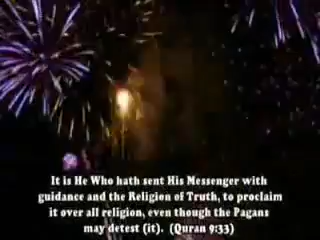 It is He Who hath sent His Messenger with
guidance and the Religion of Truth, to proclaim
it over all religion, even though the Pagans
may detest (it).  (Quran 9:33)